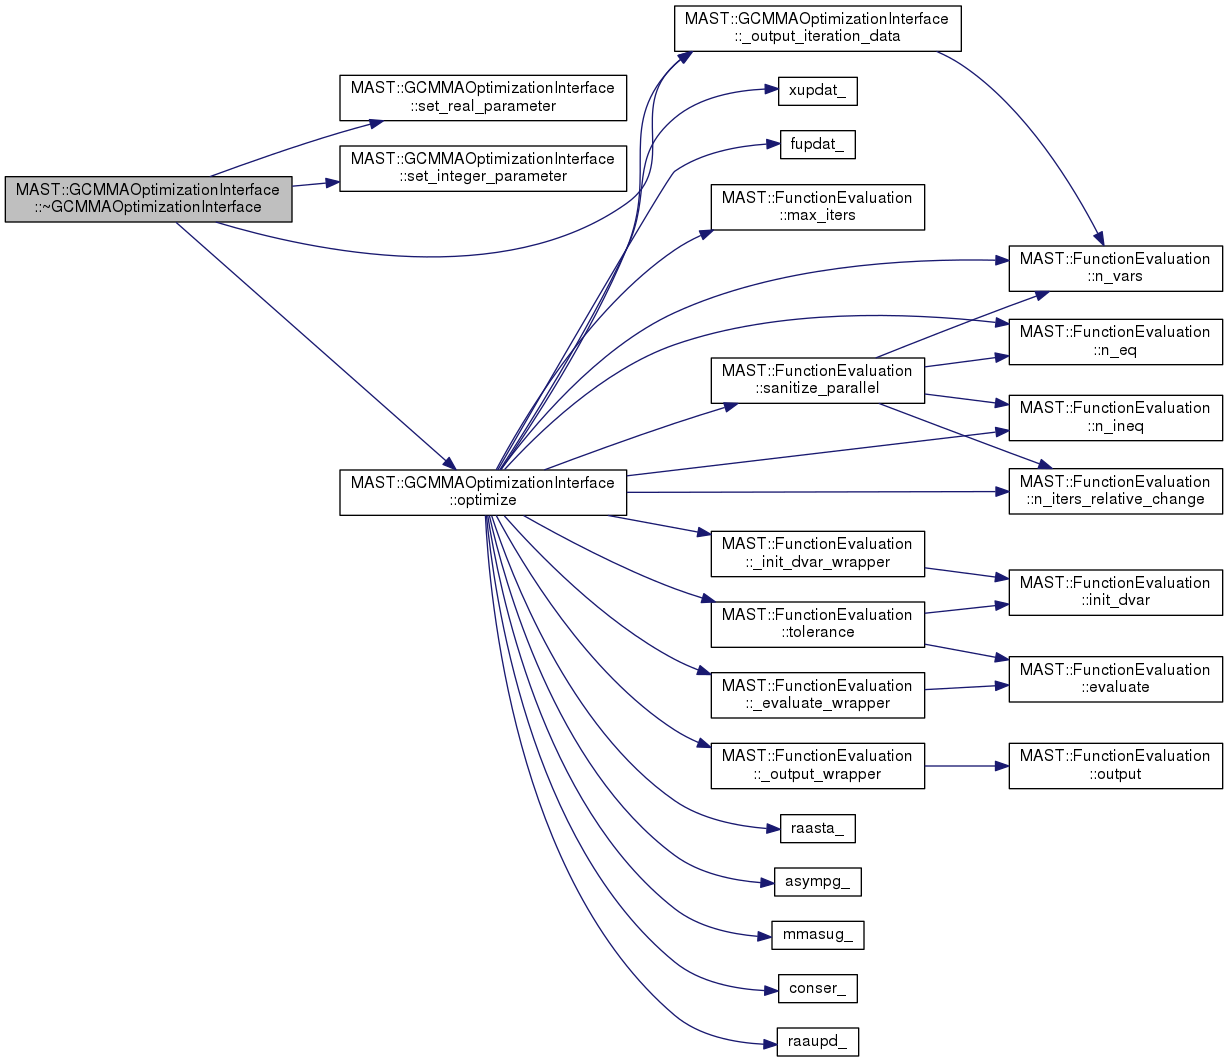 MAST::GCMMAOptimizationInterface
::~GCMMAOptimizationInterface
MAST::GCMMAOptimizationInterface
::set_real_parameter
MAST::GCMMAOptimizationInterface
::set_integer_parameter
MAST::GCMMAOptimizationInterface
::optimize
MAST::GCMMAOptimizationInterface
::_output_iteration_data
xupdat_
fupdat_
MAST::FunctionEvaluation
::max_iters
MAST::FunctionEvaluation
::sanitize_parallel
MAST::FunctionEvaluation
::_init_dvar_wrapper
MAST::FunctionEvaluation
::tolerance
MAST::FunctionEvaluation
::_evaluate_wrapper
MAST::FunctionEvaluation
::_output_wrapper
raasta_
asympg_
mmasug_
conser_
raaupd_
MAST::FunctionEvaluation
::n_vars
MAST::FunctionEvaluation
::n_eq
MAST::FunctionEvaluation
::n_ineq
MAST::FunctionEvaluation
::n_iters_relative_change
MAST::FunctionEvaluation
::init_dvar
MAST::FunctionEvaluation
::evaluate
MAST::FunctionEvaluation
::output